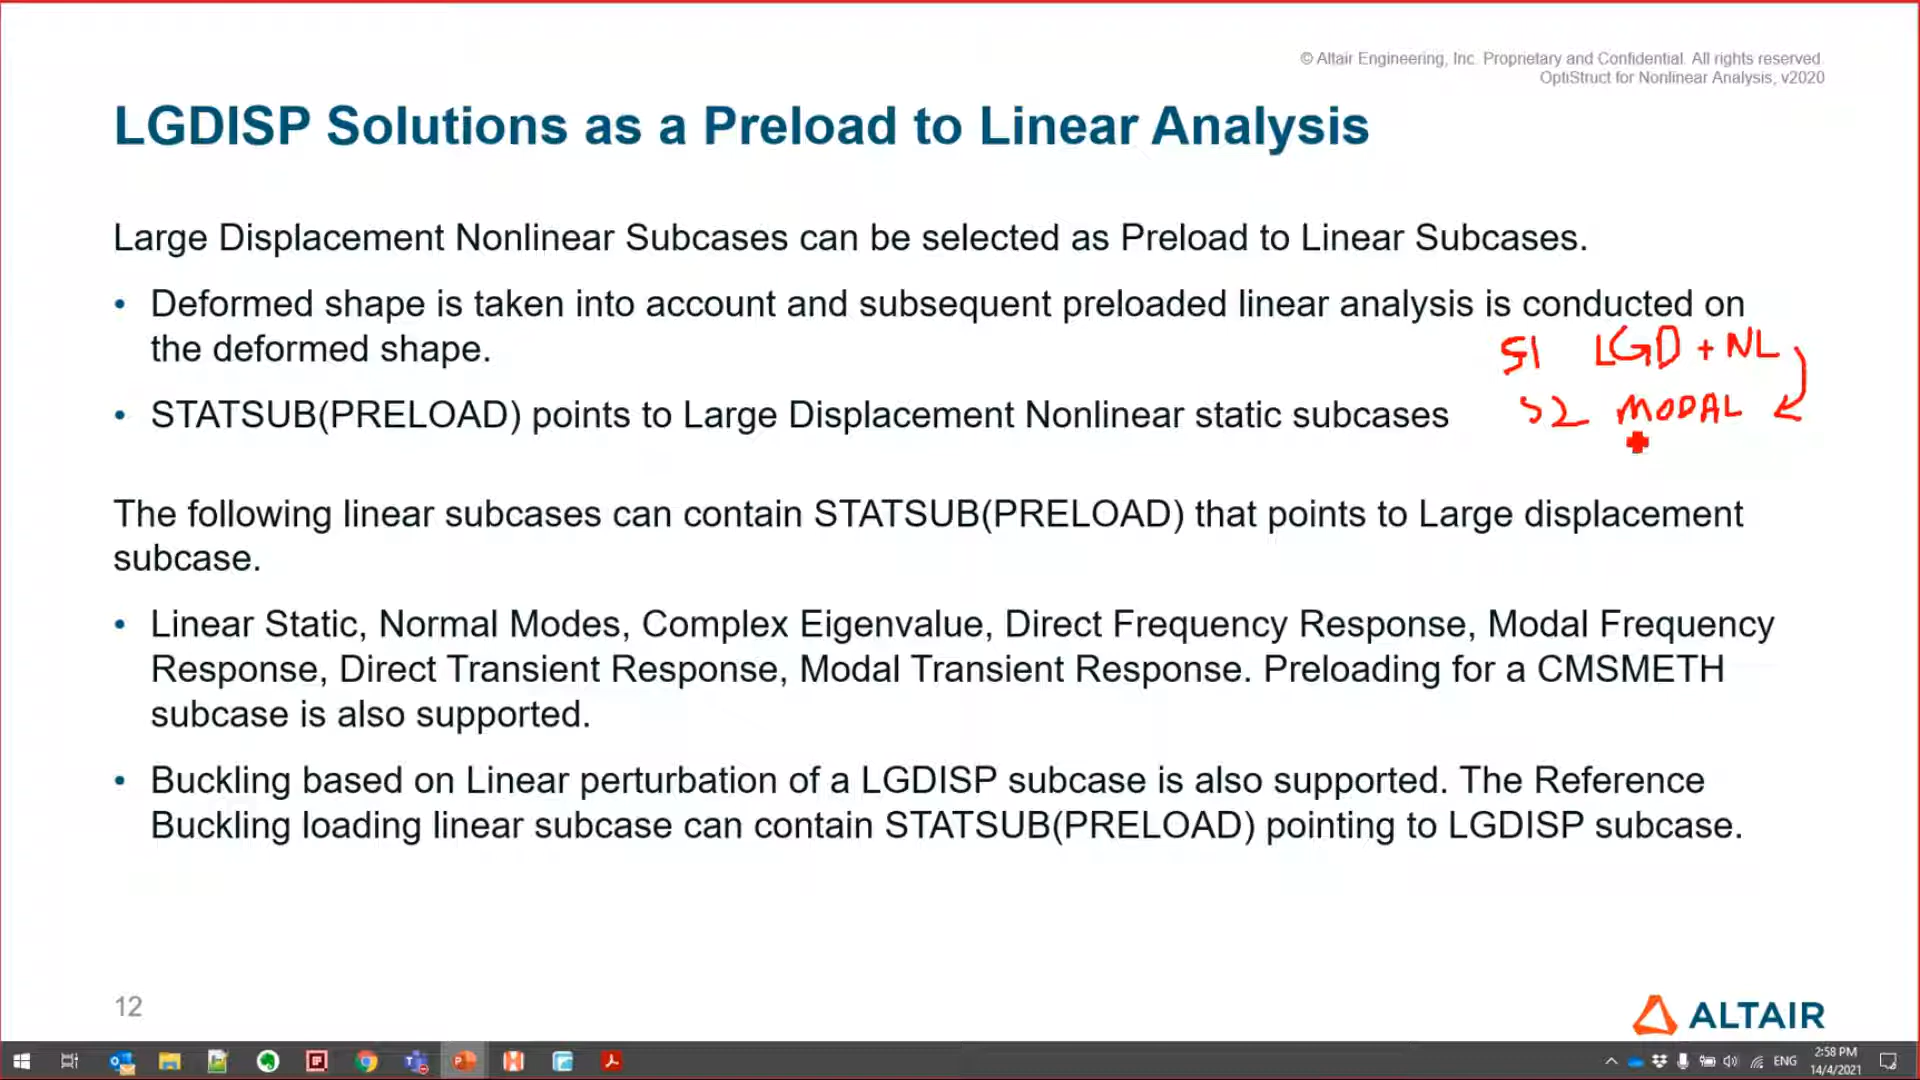 © Altair Engineering, Inc. Proprietary and Confidential. All rights reserved.
OptiStruct for Nonlinear Analysis, v2020
LGDISP Solutions as a Preload to Linear Analysis
Large Displacement Nonlinear Subcases can be selected as Preload to Linear Subcases.
• Deformed shape is taken into account and subsequent preloaded linear analysis is conducted on
the deformed shape.
S1 LGD + NL
• STATSUB(PRELOAD) points to Large Displacement Nonlinear static subcases
S2 MODAL
The following linear subcases can contain STATSUB(PRELOAD) that points to Large displacement
subcase.
• Linear Static, Normal Modes, Complex Eigenvalue, Direct Frequency Response, Modal Frequency
Response, Direct Transient Response, Modal Transient Response. Preloading for a CMSMETH
subcase is also supported.
• Buckling based on Linear perturbation of a LGDISP subcase is also supported. The Reference
Buckling loading linear subcase can contain STATSUB(PRELOAD) pointing to LGDISP subcase.
12
ALTAIR
ENG
2:58 PM
14/4/2021